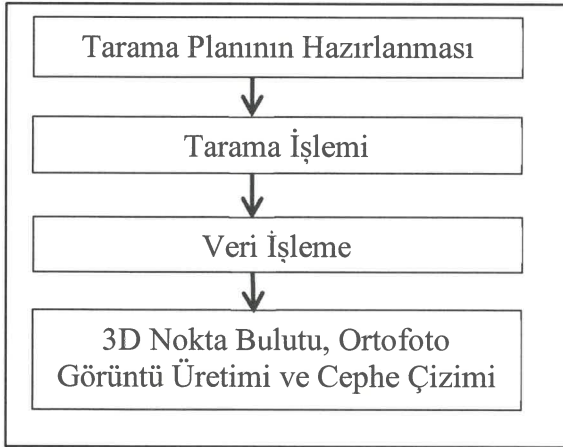 Tarama Planının Hazırlanması
Tarama İşlemi
Veri İşleme
3D Nokta Bulutu, Ortofoto
Görüntü Üretimi ve Cephe Çizimi